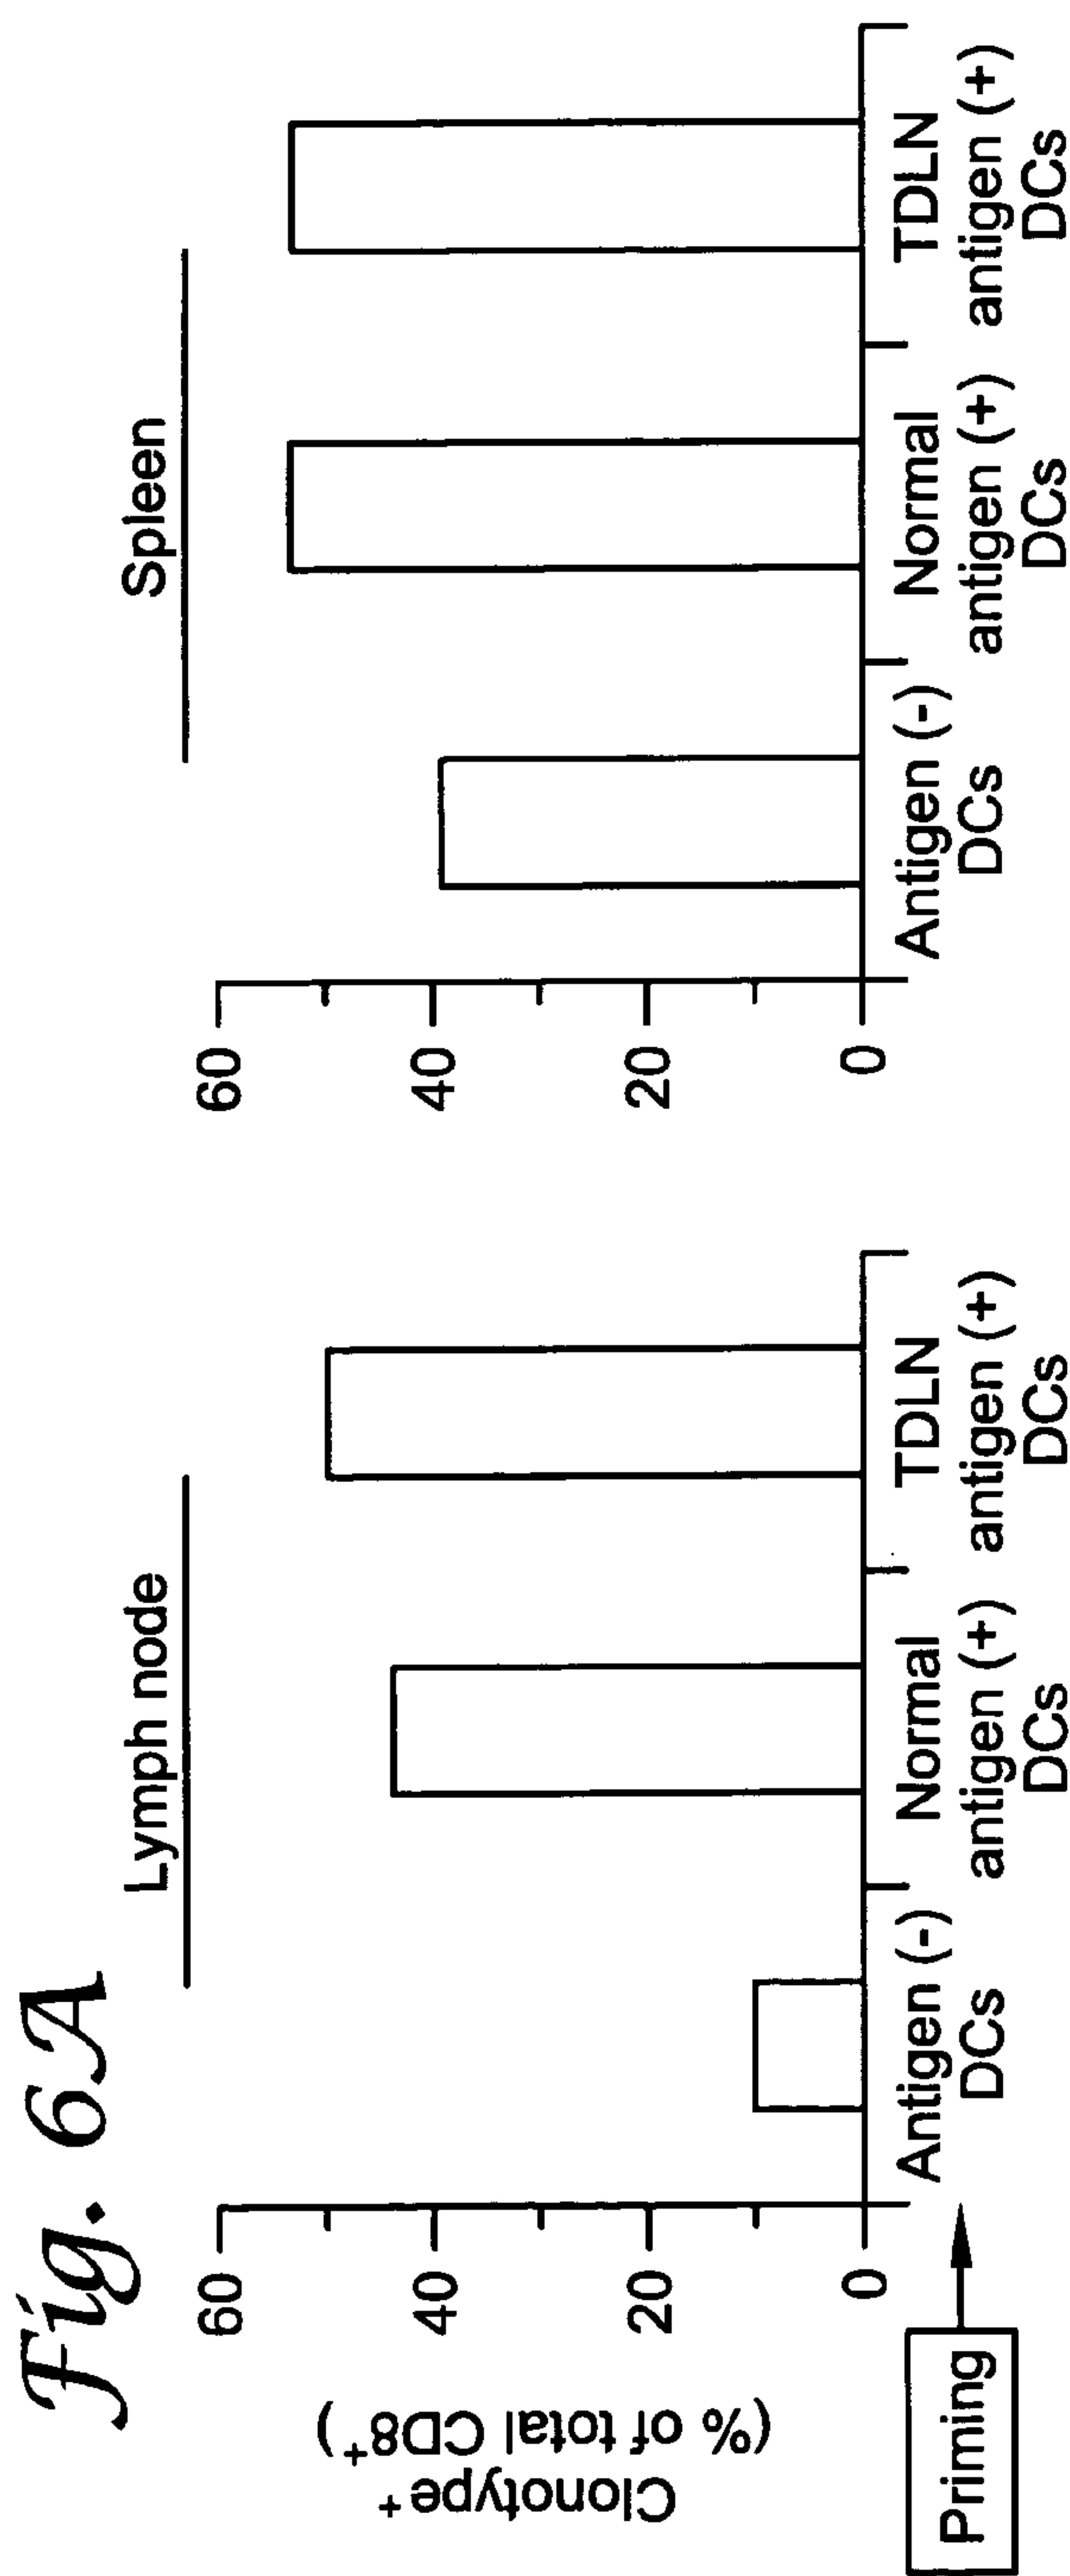 Fig. 6A
Lymph node
Clonotype⁺
(% of total CD8⁺)
60
40
20
0
Priming
Antigen (-)
DCs
Normal
antigen (+)
DCs
TDLN
antigen (+)
DCs
Spleen
60
40
20
0
Antigen (-)
DCs
Normal
antigen (+)
DCs
TDLN
antigen (+)
DCs